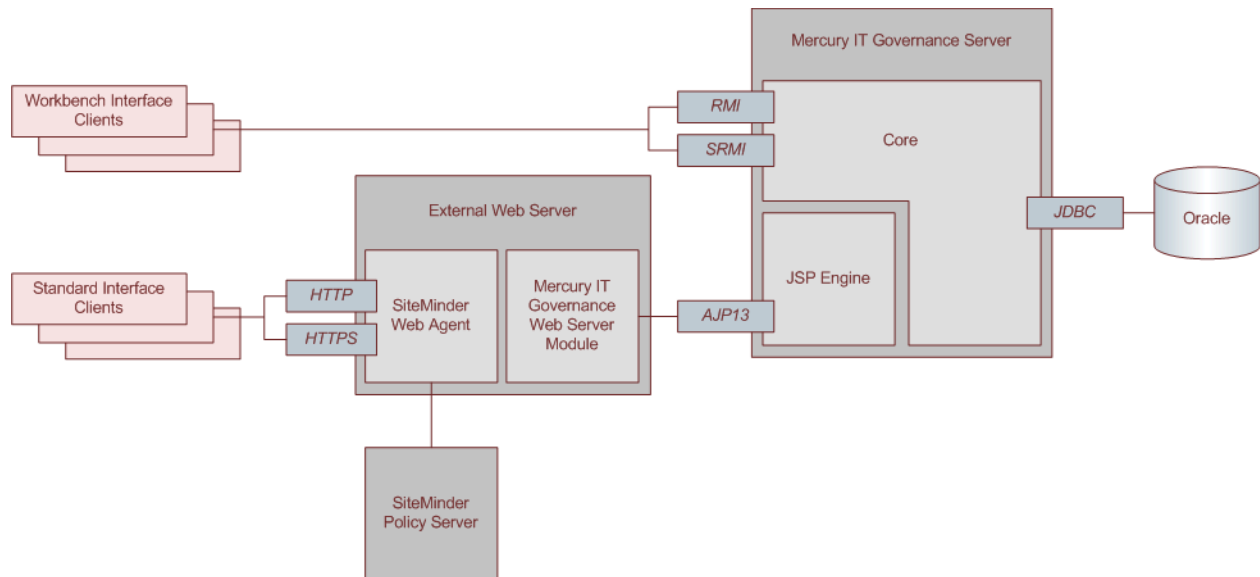 Mercury IT Governance Server
Workbench Interface
Clients
RMI
SRMI
Core
External Web Server
JDBC
Oracle
Standard Interface
Clients
HTTP
HTTPS
SiteMinder
Web Agent
Mercury IT
Governance
Web Server
Module
AJP13
JSP Engine
SiteMinder
Policy Server